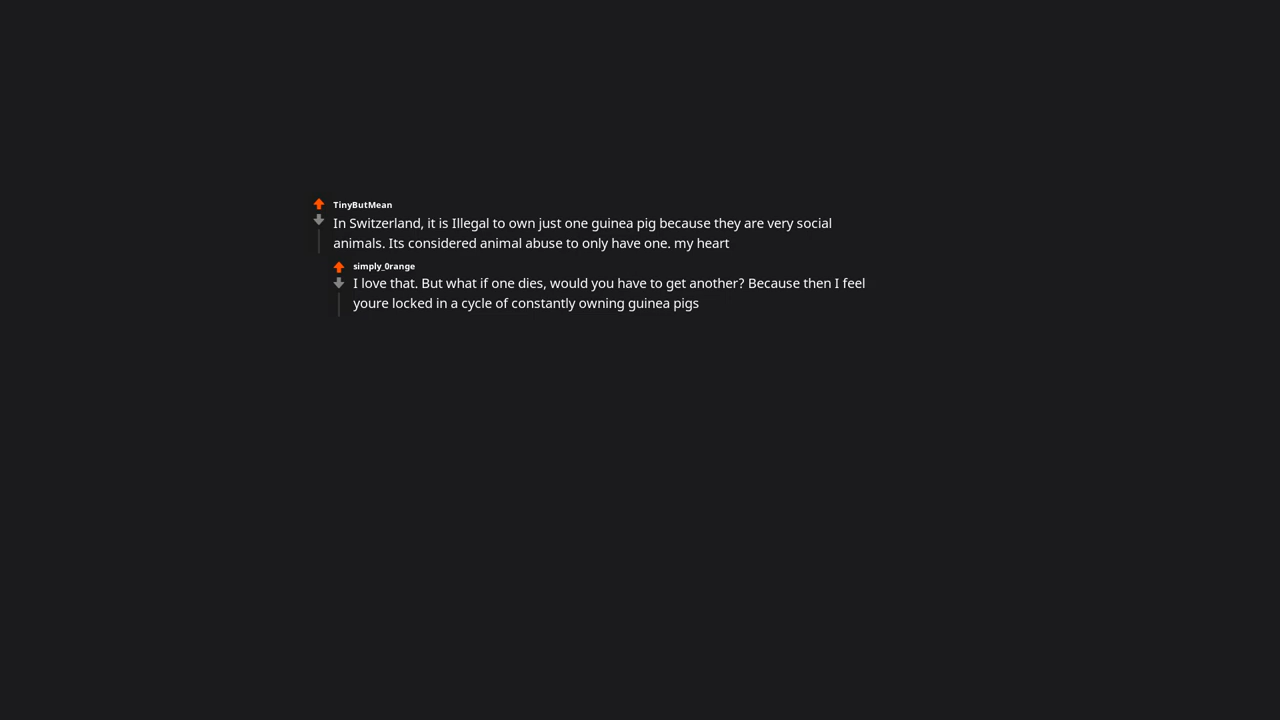 TinyButMean
In Switzerland, it is Illegal to own just one guinea pig because they are very social
animals. Its considered animal abuse to only have one. my heart
simply_0range
I love that. But what if one dies, would you have to get another? Because then I feel
youre locked in a cycle of constantly owning guinea pigs